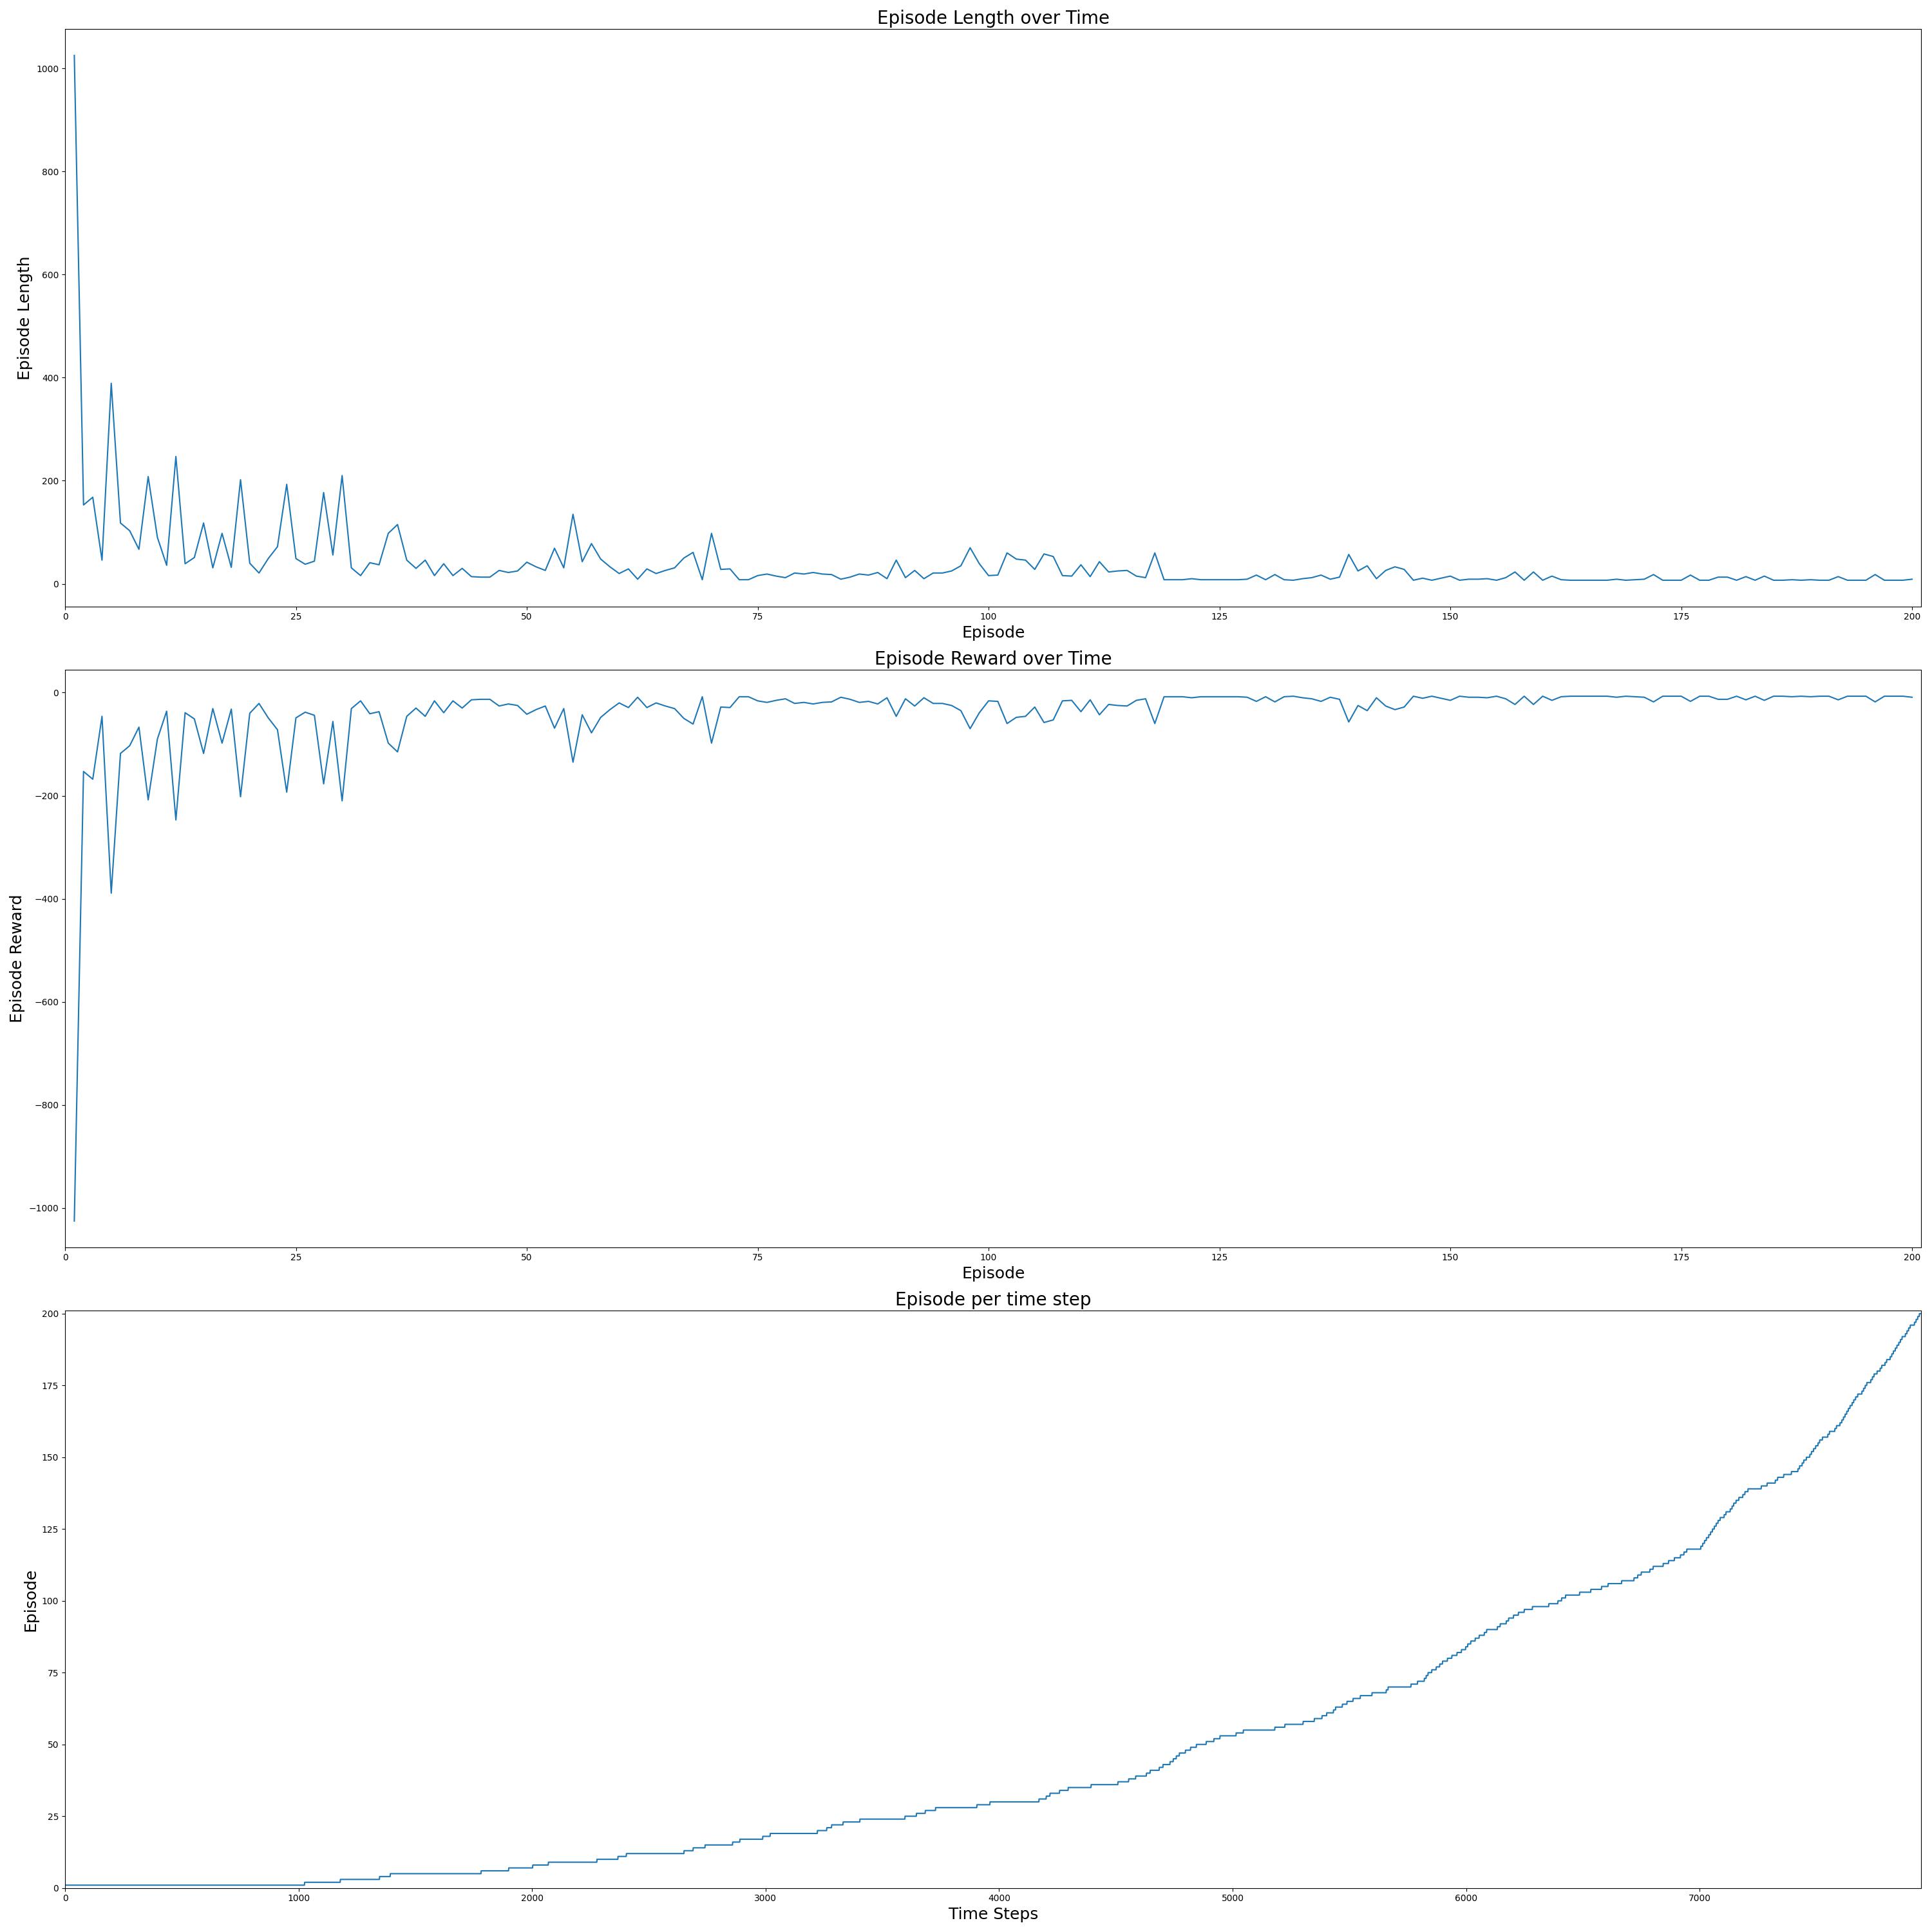 Episode Length over Time
1000
800
600
400
200
0
Episode Length
0 25 50 75 100 125 150 175 200
Episode
Episode Reward over Time
0
−200
−400
−600
−800
−1000
Episode Reward
0 25 50 75 100 125 150 175 200
Episode
Episode per time step
200
175
150
125
100
75
50
25
0
Episode
0 1000 2000 3000 4000 5000 6000 7000
Time Steps